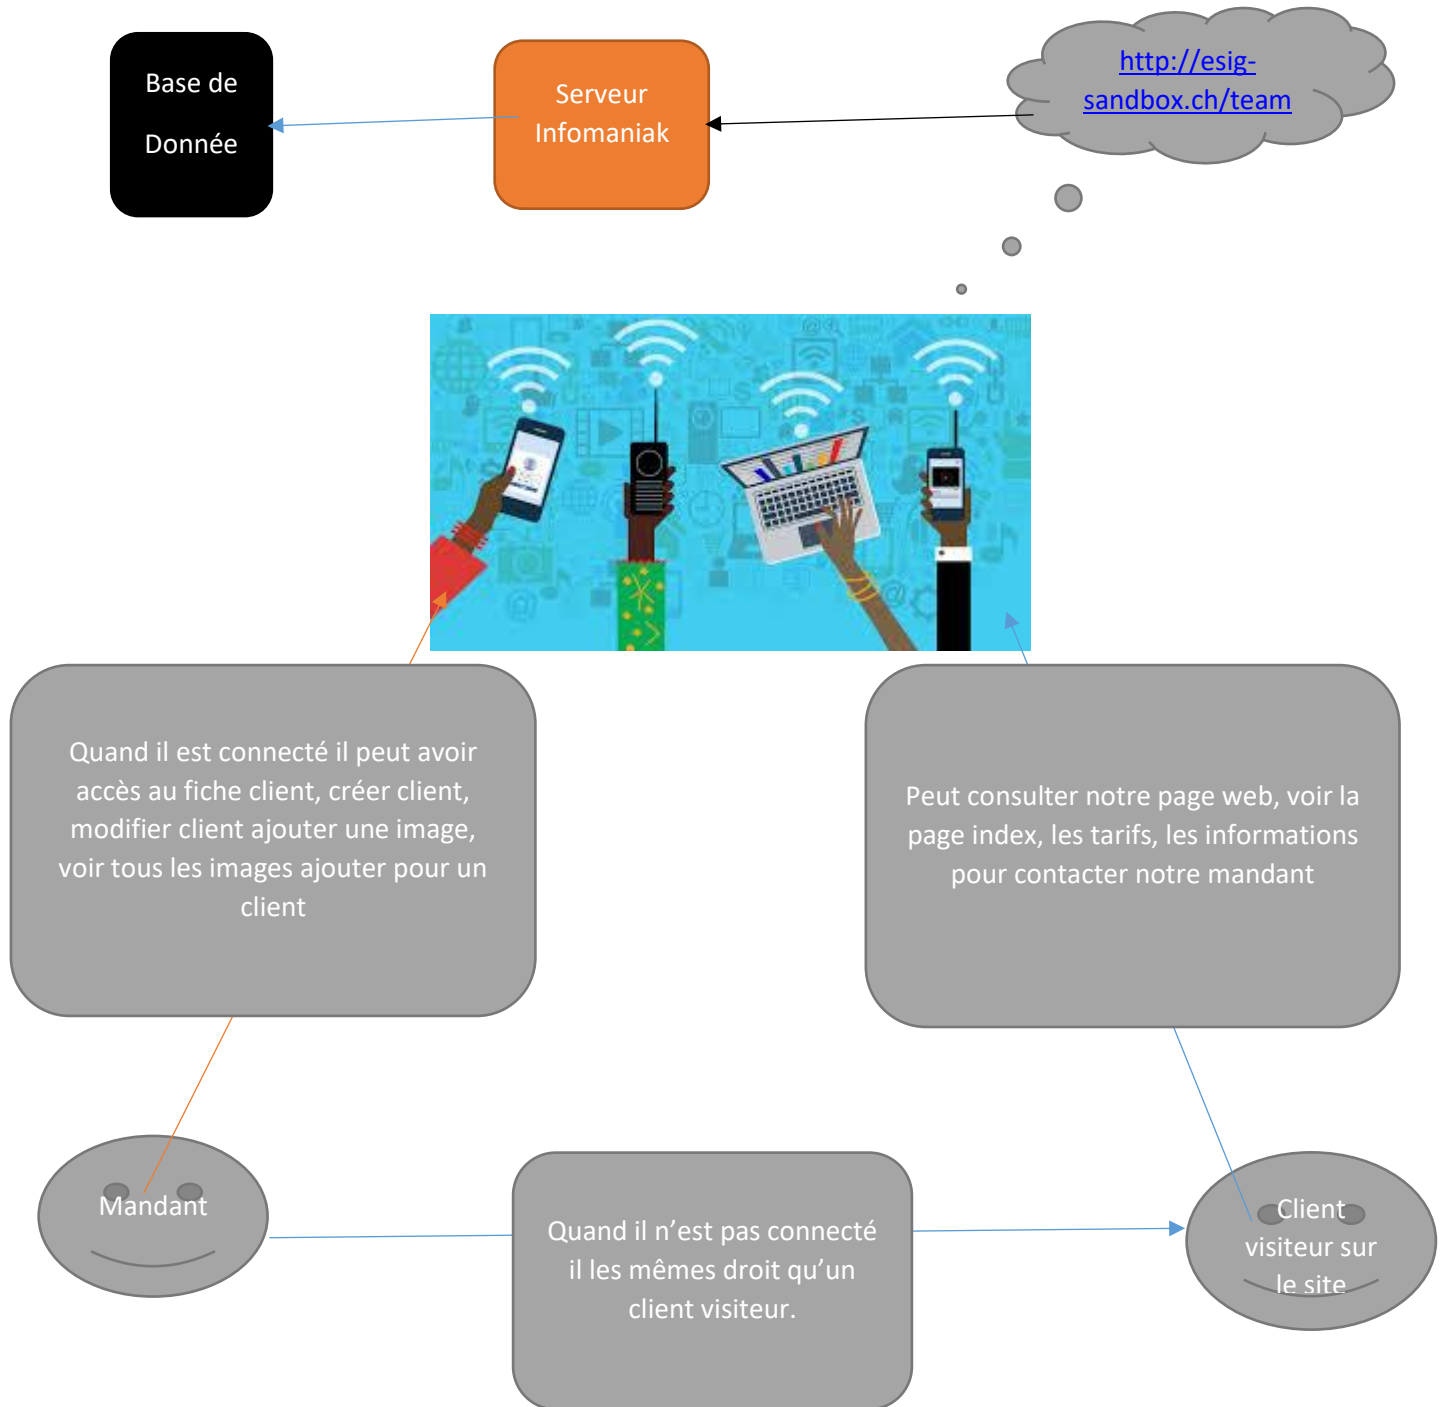 Base de
Donnée
Serveur
Infomaniak
http://esig-
sandbox.ch/team
Quand il est connecté il peut avoir
accès au fiche client, créer client,
modifier client ajouter une image,
voir tous les images ajouter pour un
client
Peut consulter notre page web, voir la
page index, les tarifs, les informations
pour contacter notre mandant
Mandant
Quand il n’est pas connecté
il les mêmes droit qu’un
client visiteur.
Client
visiteur sur
le site